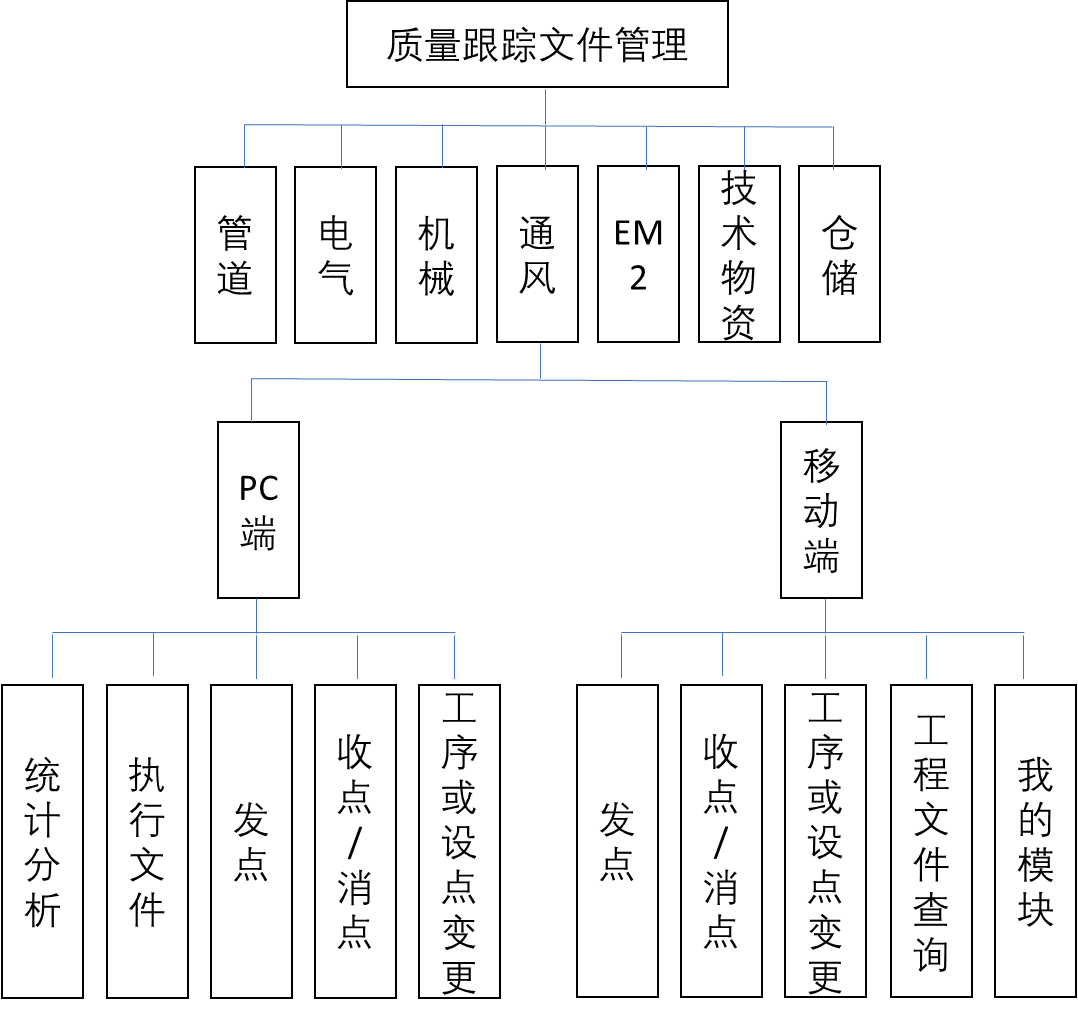 质量跟踪文件管理
管道
电气
机械
通风
EM2
技术物资
仓储
PC端
移动端
统计分析
执行文件
发点
收点/消点
工序或设点变更
发点
收点/消点
工序或设点变更
工程文件查询
我的模块